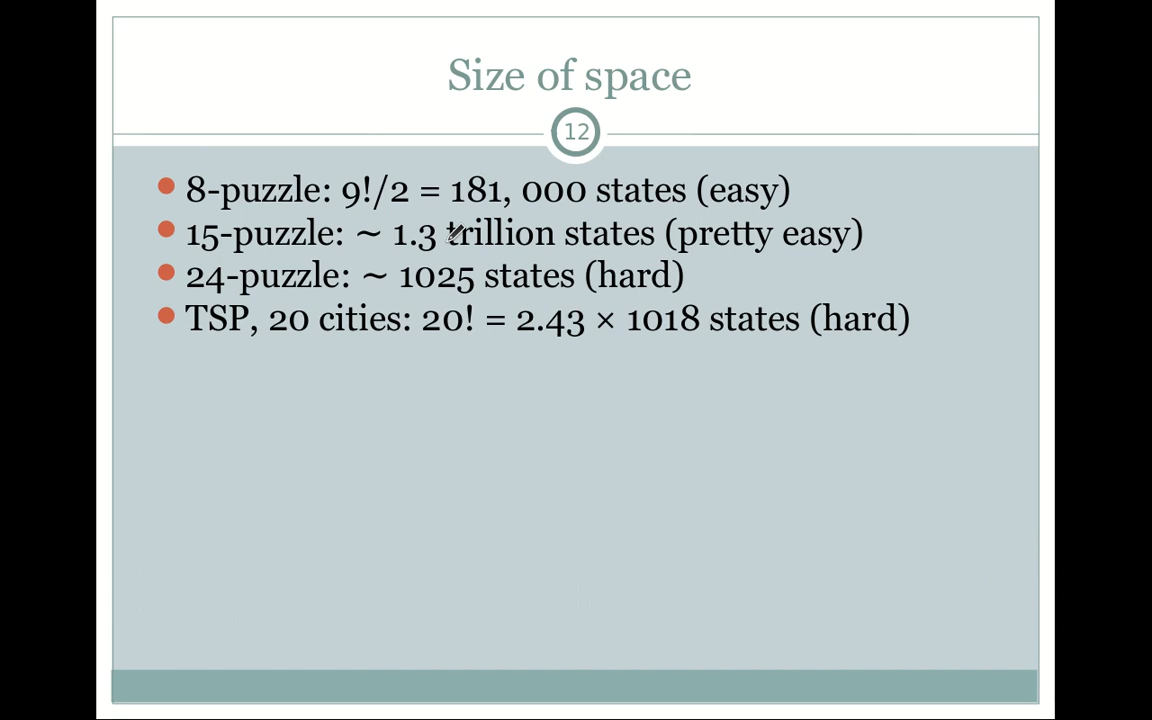 Size of space
12
8-puzzle: 9!/2 = 181, 000 states (easy)
15-puzzle: ~ 1.3 trillion states (pretty easy)
24-puzzle: ~ 1025 states (hard)
TSP, 20 cities: 20! = 2.43 × 1018 states (hard)